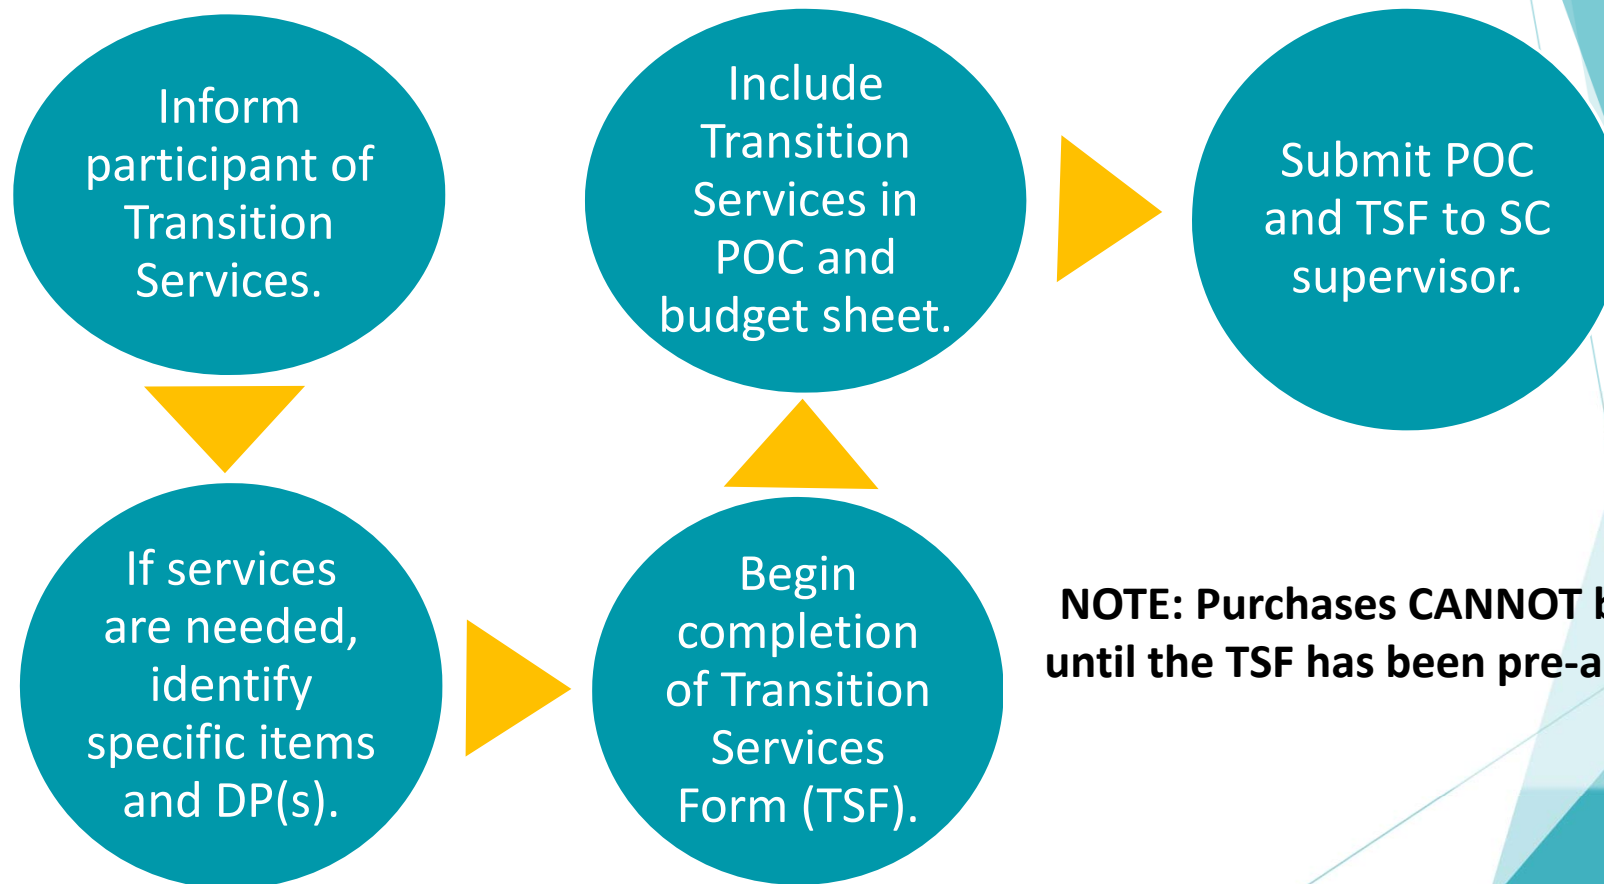 Inform
participant of
Transition
Services.
If services
are needed,
identify
specific items
and DP(s).
Begin
completion
of Transition
Services
Form (TSF).
Include
Transition
Services in
POC and
budget sheet.
Submit POC
and TSF to SC
supervisor.
NOTE: Purchases CANNOT
until the TSF has been